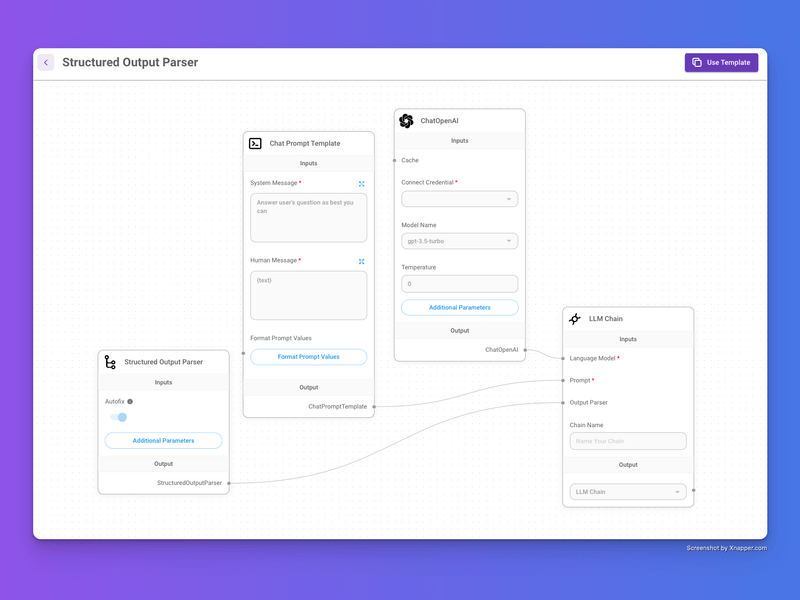 Structured Output Parser
Use Template
ChatOpenAI
Inputs
Cache
Connect Credential *
Model Name
gpt-3.5-turbo
Temperature
0
Additional Parameters
Output
ChatOpenAI
Chat Prompt Template
Inputs
System Message *
Answer user's question as best you
can
Human Message *
{text}
Format Prompt Values
Format Prompt Values
Output
ChatPromptTemplate
Structured Output Parser
Inputs
Autofix
Additional Parameters
Output
StructuredOutputParser
LLM Chain
Inputs
Language Model *
Prompt *
Output Parser
Chain Name
Name Your Chain
Output
LLM Chain
Screenshot by Xnapper.com